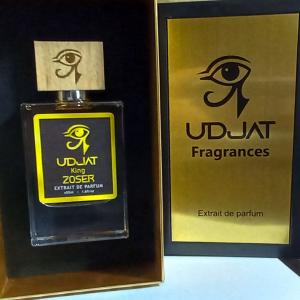 UDJAT
King
ZOSER
EXTRAIT DE PARFUM
UDJAT
Fragrances
Extrait de parfum